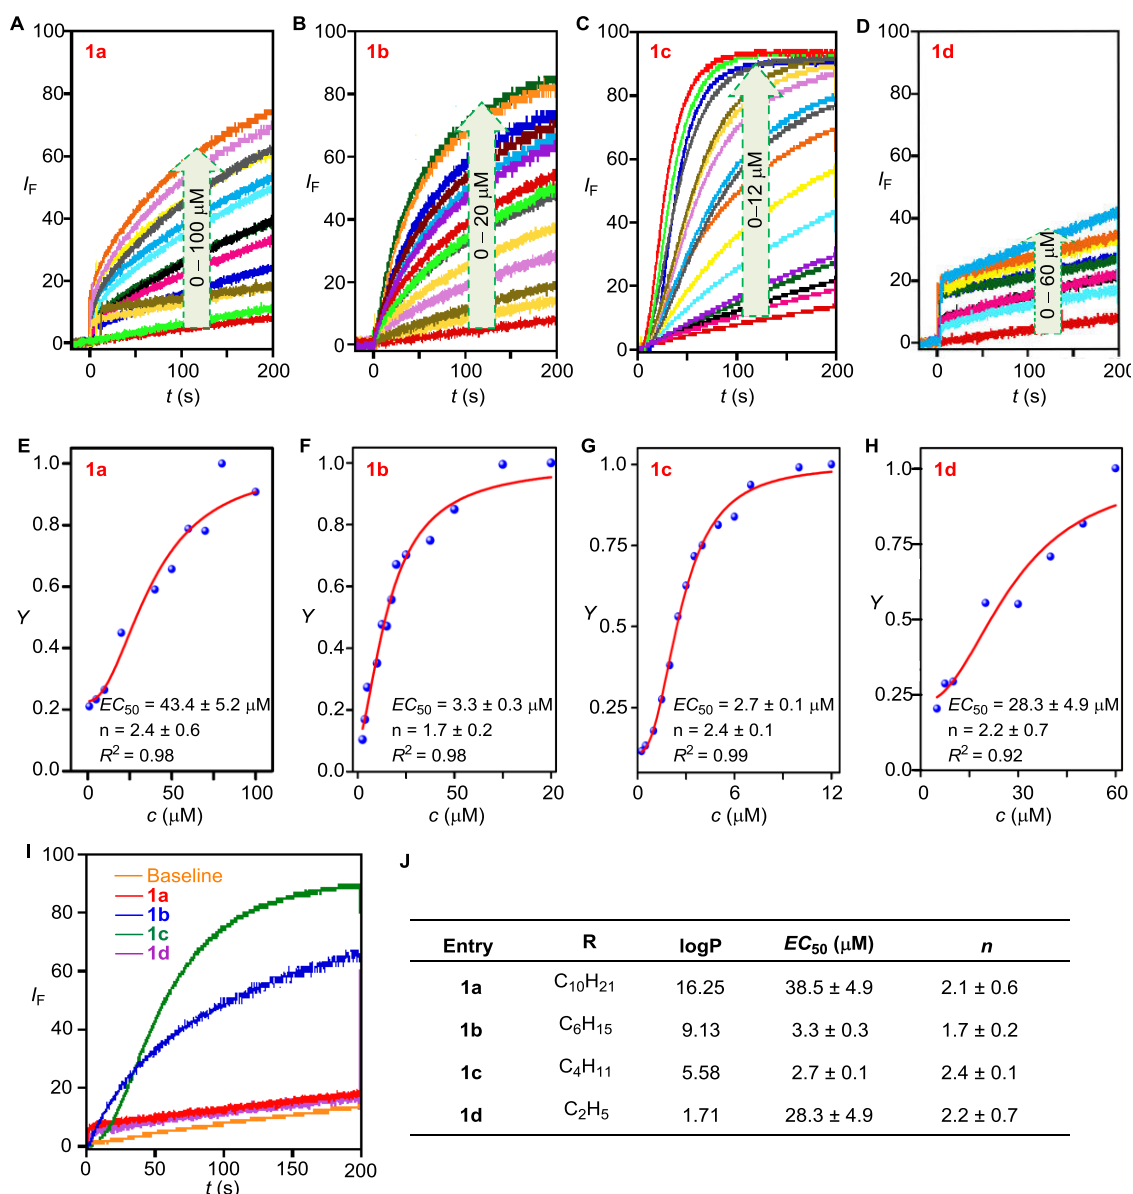 A
1a
I_F
100
80
60
40
20
0
0 – 100 µM
0
100
200
t (s)
B
1b
I_F
100
80
60
40
20
0
0 – 20 µM
0
100
200
t (s)
C
1c
I_F
100
80
60
40
20
0
0–12 µM
0
50
100
150
200
t (s)
D
1d
I_F
100
80
60
40
20
0
0 – 60 µM
0
100
200
t (s)
E
1a
Y
1.0
0.8
0.6
0.4
0.2
0.0
EC50 = 43.4 ± 5.2 µM
n = 2.4 ± 0.6
R² = 0.98
0
50
100
c (µM)
F
1b
1.0
0.8
0.6
0.4
0.2
0.0
EC50 = 3.3 ± 0.3 µM
n = 1.7 ± 0.2
R² = 0.98
0
50
20
c (µM)
G
1c
1.0
0.75
0.5
0.25
EC50 = 2.7 ± 0.1 µM
n = 2.4 ± 0.1
R² = 0.99
0
6
12
c (µM)
H
1d
Y
1.00
0.75
0.50
0.25
0.00
EC50 = 28.3 ± 4.9 µM
n = 2.2 ± 0.7
R² = 0.92
0
30
60
c (µM)
I
Baseline
1a
1b
1c
1d
I_F
100
80
60
40
20
0
0
50
100
150
200
t (s)
J
Entry R logP EC50 (µM) n
1a C10H21 16.25 38.5 ± 4.9 2.1 ± 0.6
1b C6H15 9.13 3.3 ± 0.3 1.7 ± 0.2
1c C4H11 5.58 2.7 ± 0.1 2.4 ± 0.1
1d C2H5 1.71 28.3 ± 4.9 2.2 ± 0.7